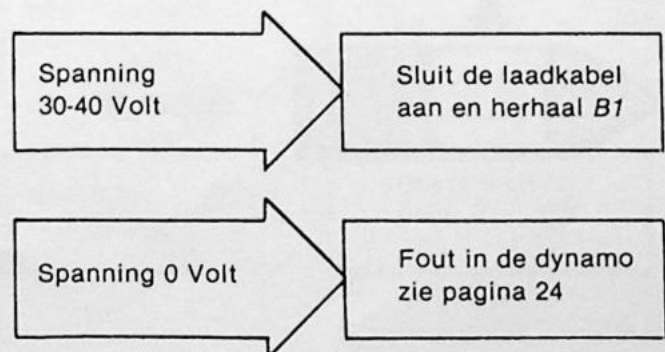 Spanning
30-40 Volt
Sluit de laadkabel
aan en herhaal B1
Spanning 0 Volt
Fout in de dynamo
zie pagina 24